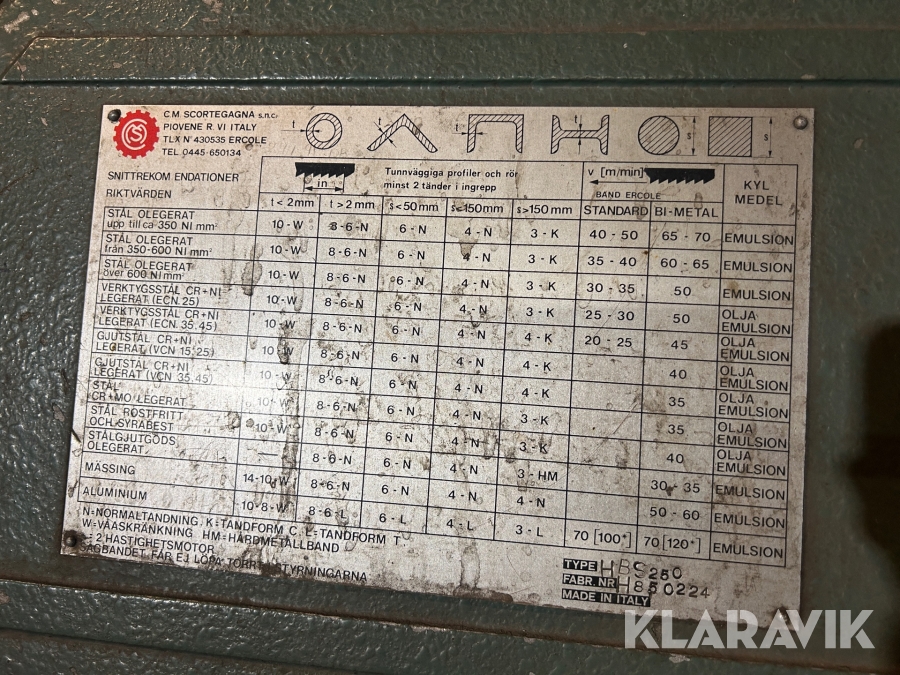 C.M. SCORTEGAGNA s.n.c.
PIOVENE R. VI ITALY
TLX N° 430535 ERCOLE
TEL. 0445-650134
CMS
t t t t s s
SNITTREKOM ENDATIONER
RIKTVÄRDEN
in
Tunnväggiga profiler och rör
minst 2 tänder i ingrepp
v [m/min]
BAND ERCOLE
KYL
MEDEL
t < 2mm t > 2mm s < 50mm s < 150mm s > 150mm STANDARD BI-METAL
STÅL OLEGERAT
upp till ca 350 N/mm² 10-W 8-6-N 6-N 4-N 3-K 40-50 65-70 EMULSION
STÅL OLEGERAT
från 350-600 N/mm² 10-W 8-6-N 6-N 4-N 3-K 35-40 60-65 EMULSION
STÅL OLEGERAT
över 600 N/mm² 10-W 8-6-N 6-N 4-N 3-K 30-35 50 EMULSION
VERKTYGSSTÅL CR+NI
LEGERAT (ECN.25) 10-W 8-6-N 6-N 4-N 3-K 25-30 50 OLJA
EMULSION
VERKTYGSSTÅL CR+NI
LEGERAT (ECN.35.45) 10-W 8-6-N 6-N 4-N 4-K 20-25 45 OLJA
EMULSION
GJUTSTÅL CR+NI
LEGERAT (VCN 15.25) 10-W 8-6-N 6-N 4-N 4-K 40 OLJA
EMULSION
GJUTSTÅL CR+NI
LEGERAT (VCN 35.45) 10-W 8-6-N 6-N 4-N 4-K 35 OLJA
EMULSION
STÅL
CR+MO LEGERAT 10-W 8-6-N 6-N 4-N 3-K 35 OLJA
EMULSION
STÅL ROSTFRITT
OCH SYRABEST 10-W 8-6-N 6-N 4-N 3-K 40 OLJA
EMULSION
STÅLGJUTGODS
OLEGERAT 8-6-N 6-N 4-N 3-HM 30-35 EMULSION
MÄSSING 14-10-W 8-6-N 6-N 4-N 4-N 50-60 EMULSION
ALUMINIUM 10-8-W 8-6-L 6-L 4-L 3-L 70 [100*] 70 [120*] EMULSION
N=NORMALTANDNING K=TANDFORM C L=TANDFORM T
W=VÅASKRÄNKNING HM=HÅRDMETALLBAND
2 HASTIGHETSMOTOR
SÅGBANDET FÅR EJ LÖPA TORRT I STYRNINGARNA
TYPE HBS250
FABR. NR H850224
MADE IN ITALY
KLARAVIK